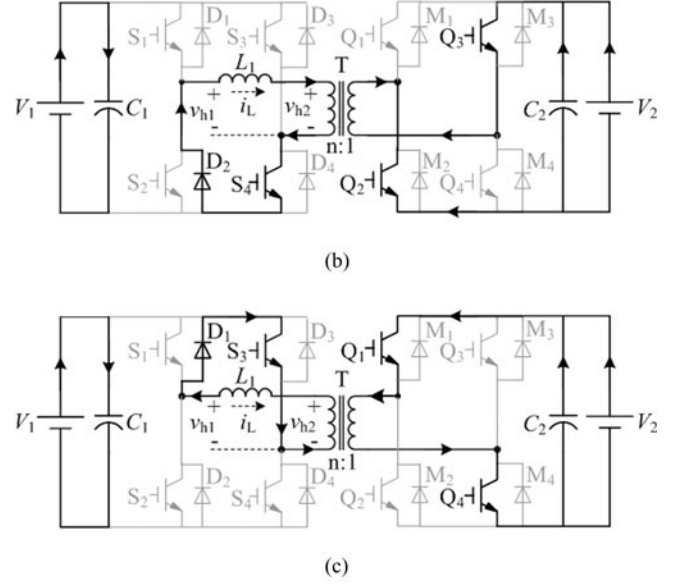 D1 M1
S1 S3 D3 Q1 Q3 M3
L1 T
V1 C1 vh1 + iL + vh2 C2 V2
- - n:1
D2 D4 M2 M4
S2 S4 Q2 Q4
(b)
D1 D3 M1 M3
S1 S3 Q1 Q3
L1 T
V1 C1 vh1 + iL + vh2 C2 V2
- - n:1
D2 D4 M2 M4
S2 S4 Q2 Q4
(c)